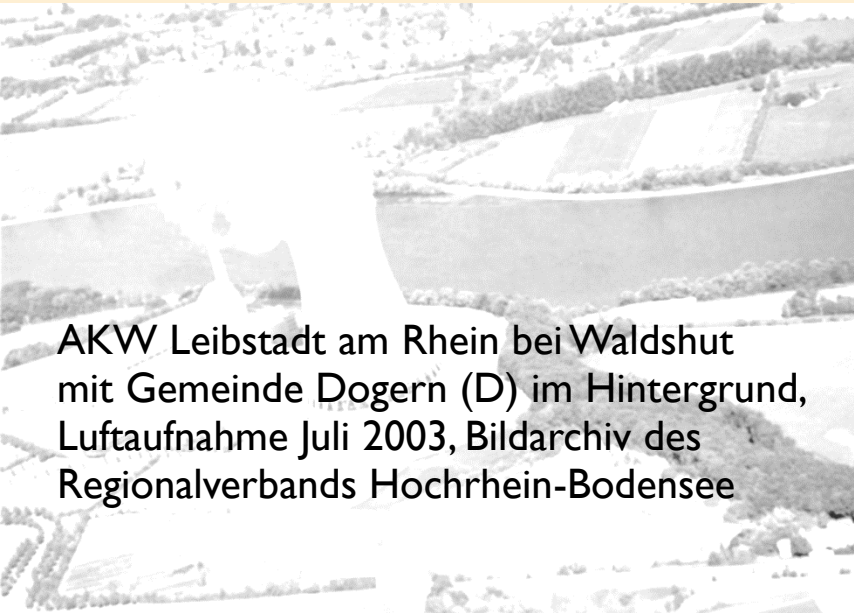 AKW Leibstadt am Rhein bei Waldshut
mit Gemeinde Dogern (D) im Hintergrund,
Luftaufnahme Juli 2003, Bildarchiv des
Regionalverbands Hochrhein-Bodensee